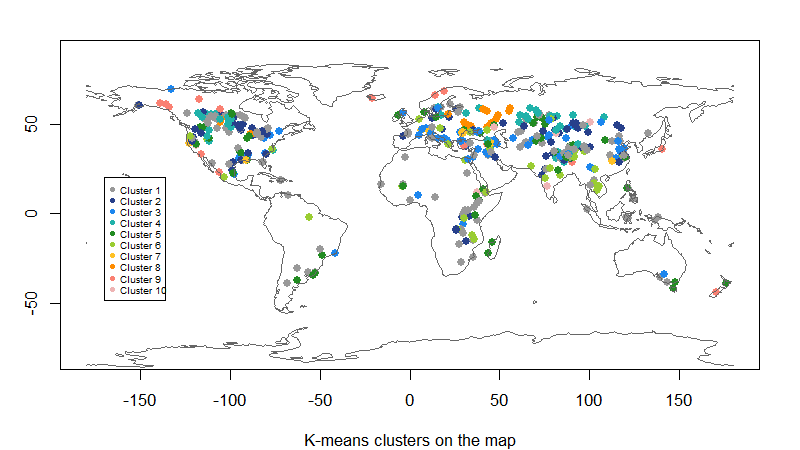 50
0
-50
Cluster 1
Cluster 2
Cluster 3
Cluster 4
Cluster 5
Cluster 6
Cluster 7
Cluster 8
Cluster 9
Cluster 10
-150 -100 -50 0 50 100 150
K-means clusters on the map